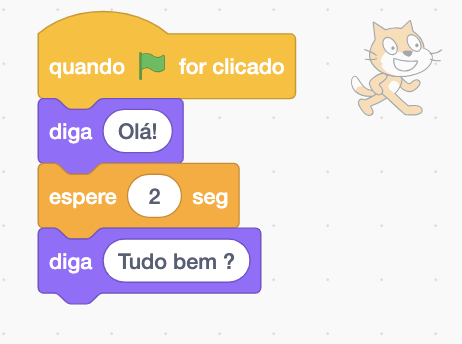 quando for clicado
diga Olá!
espere 2 seg
diga Tudo bem ?